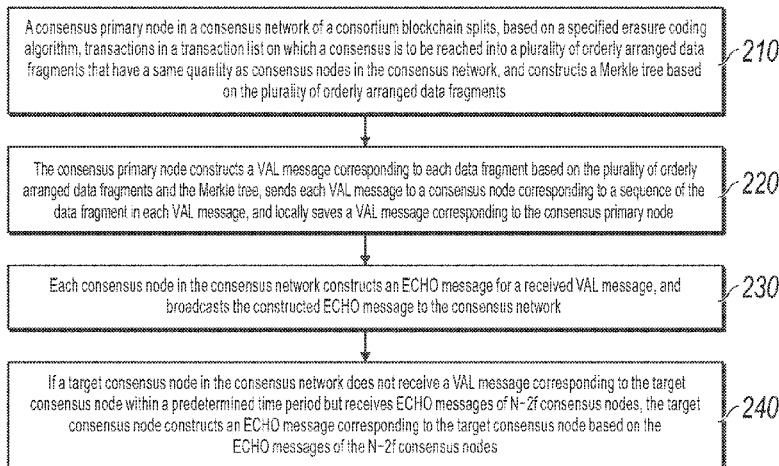 A consensus primary node in a consensus network of a consortium blockchain splits, based on a specified erasure coding
algorithm, transactions in a transaction list on which a consensus is to be reached into a plurality of orderly arranged data
fragments that have a same quantity as consensus nodes in the consensus network, and constructs a Merkle tree based
on the plurality of orderly arranged data fragments
210
The consensus primary node constructs a VAL message corresponding to each data fragment based on the plurality of orderly
arranged data fragments and the Merkle tree, sends each VAL message to a consensus node corresponding to a sequence of the
data fragment in each VAL message, and locally saves a VAL message corresponding to the consensus primary node
220
Each consensus node in the consensus network constructs an ECHO message for a received VAL message, and
broadcasts the constructed ECHO message to the consensus network
230
If a target consensus node in the consensus network does not receive a VAL message corresponding to the target
consensus node within a predetermined time period but receives ECHO messages of N-2f consensus nodes, the target
consensus node constructs an ECHO message corresponding to the target consensus node based on the
ECHO messages of the N-2f consensus nodes
240